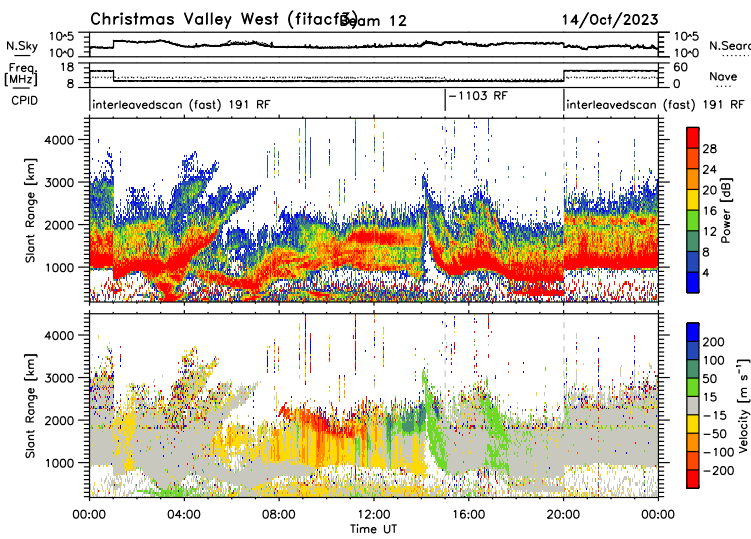 Christmas Valley West (fitacf3)
Beam 12
14/Oct/2023
N.Sky
10^5
10^0
10^5
10^0
N.Searc
Freq
[MHz]
18
8
60
0
Nave
CPID
interleavedscan (fast) 191 RF
-1103 RF
interleavedscan (fast) 191 RF
Slant Range [km]
4000
3000
2000
1000
28
24
20
16
12
8
4
Power [dB]
Slant Range [km]
4000
3000
2000
1000
200
100
50
15
-15
-50
-100
-200
Velocity [m s⁻¹]
00:00 04:00 08:00 12:00 16:00 20:00 00:00
Time UT